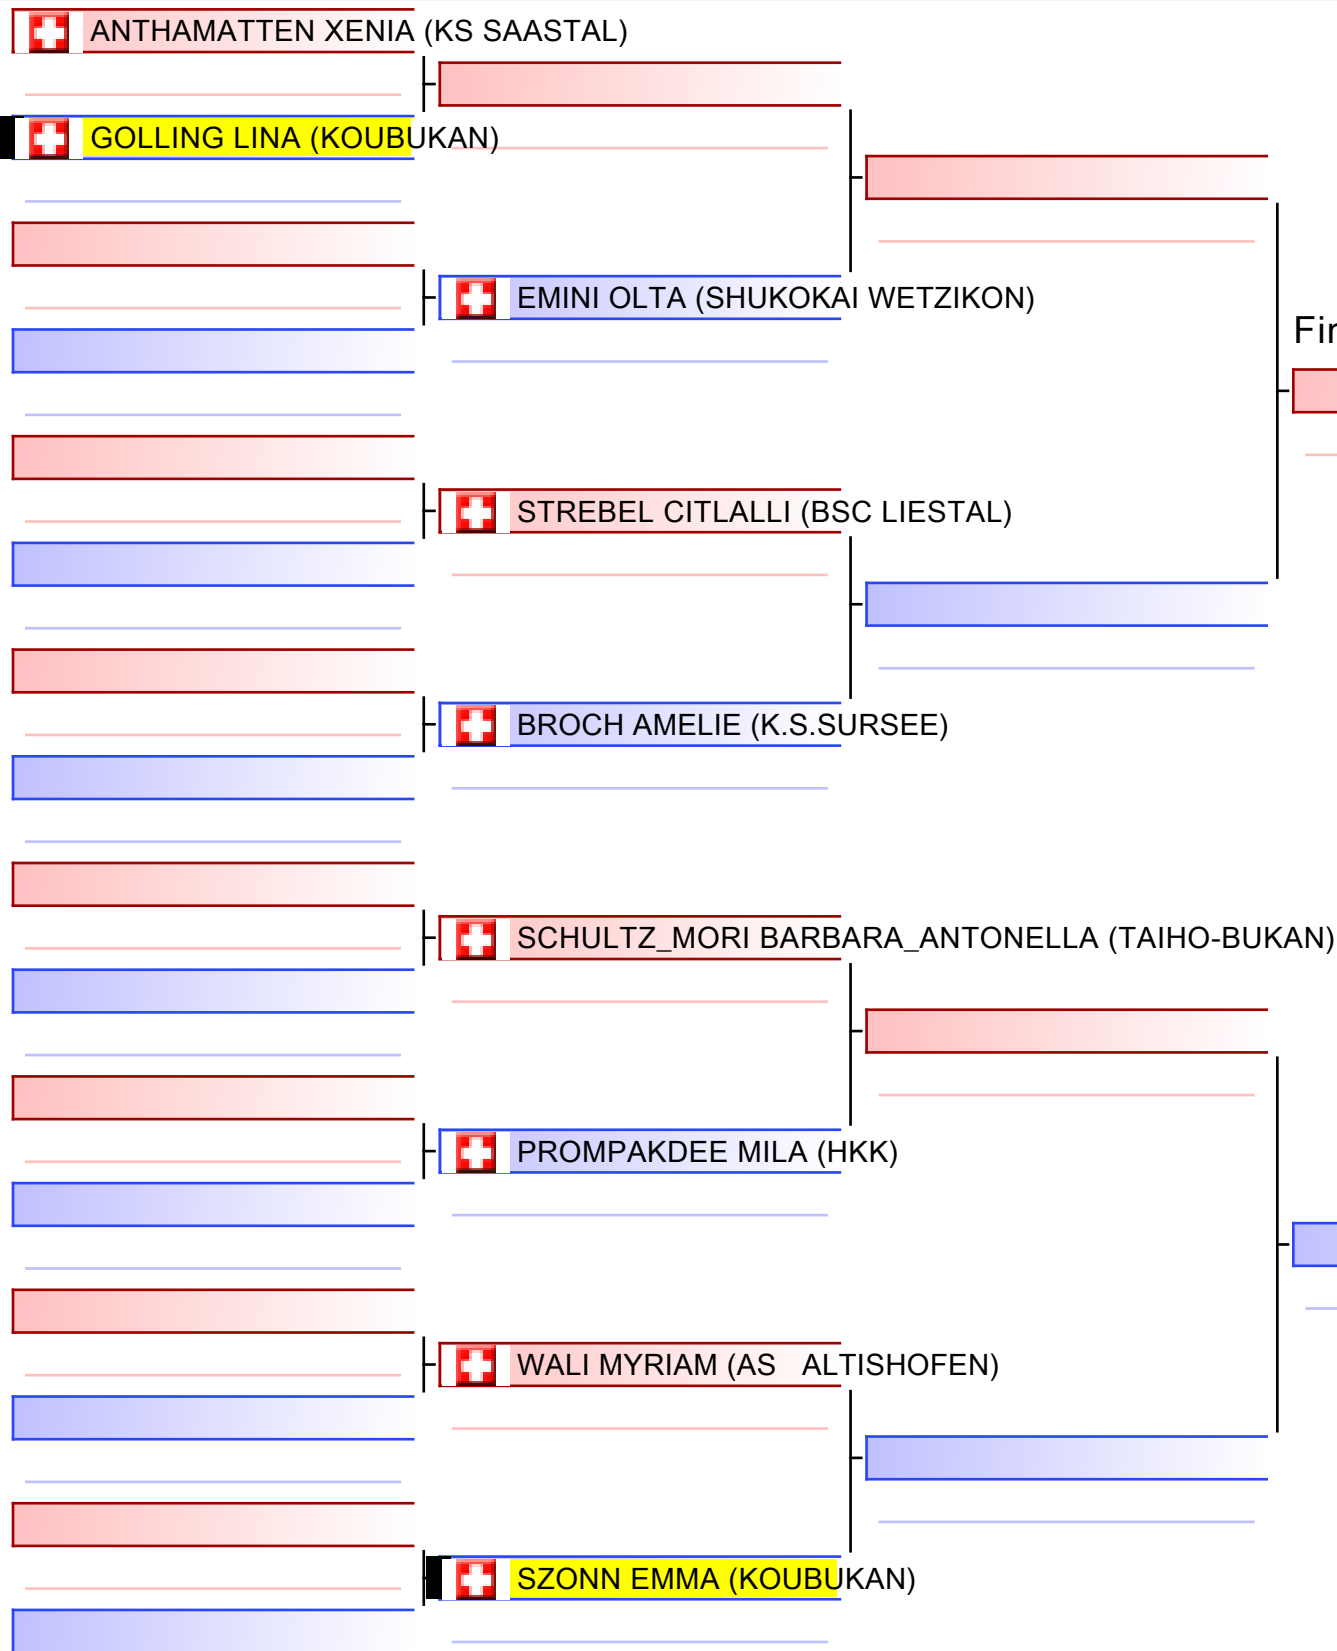 ANTHAMATTEN XENIA (KS SAASTAL)
GOLLING LINA (KOUBUKAN)
EMINI OLTA (SHUKOKAI WETZIKON)
STREBEL CITLALLI (BSC LIESTAL)
BROCH AMELIE (K.S.SURSEE)
SCHULTZ_MORI BARBARA_ANTONELLA (TAIHO-BUKAN)
PROMPAKDEE MILA (HKK)
WALI MYRIAM (AS   ALTISHOFEN)
SZONN EMMA (KOUBUKAN)